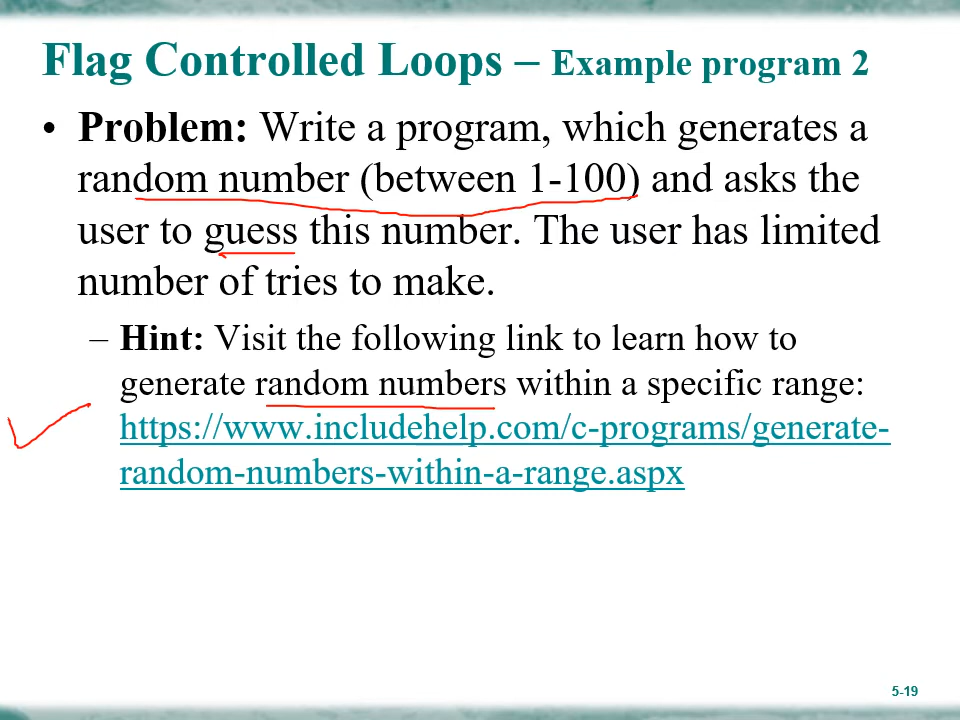 Flag Controlled Loops – Example program 2
• Problem: Write a program, which generates a
random number (between 1-100) and asks the
user to guess this number. The user has limited
number of tries to make.
– Hint: Visit the following link to learn how to
generate random numbers within a specific range:
https://www.includehelp.com/c-programs/generate-
random-numbers-within-a-range.aspx
5-19